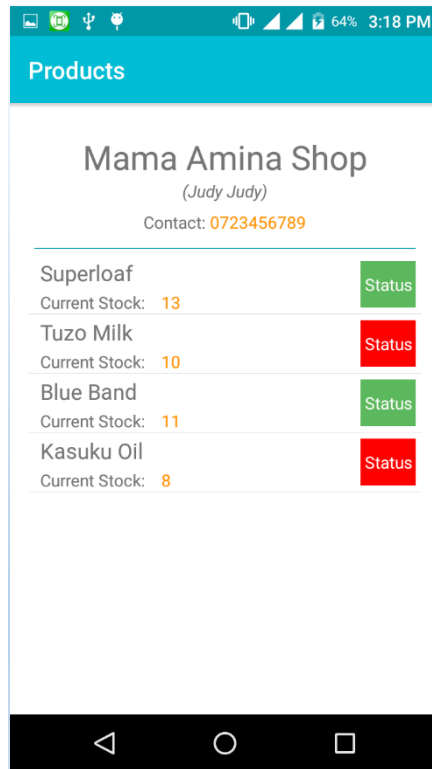 64% 3:18 PM
Products
Mama Amina Shop
(Judy Judy)
Contact: 0723456789
Superloaf
Status
Current Stock: 13
Tuzo Milk
Status
Current Stock: 10
Blue Band
Status
Current Stock: 11
Kasuku Oil
Status
Current Stock: 8